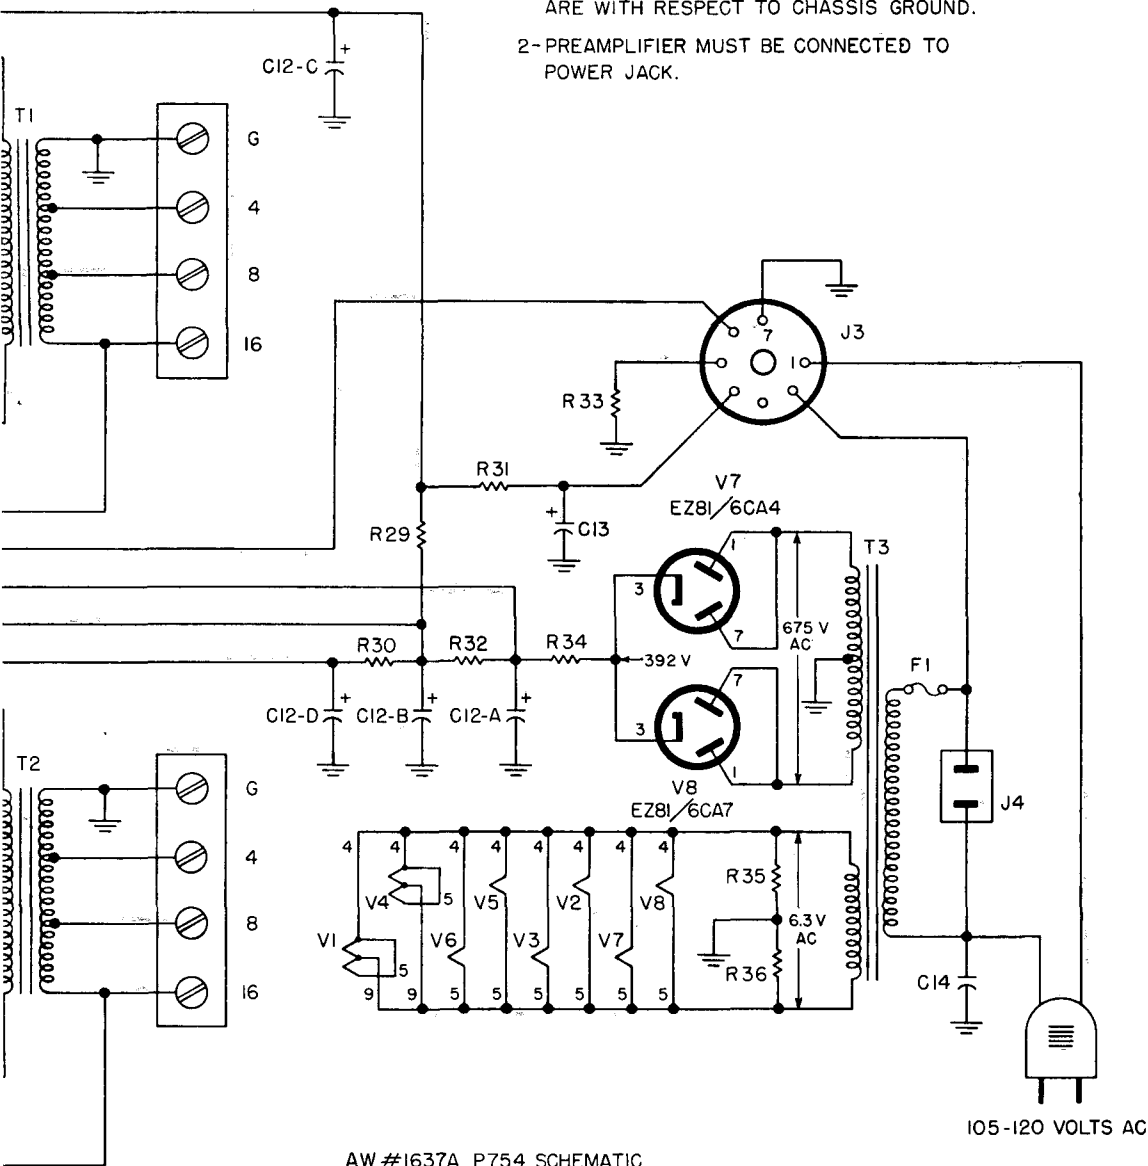 ARE WITH RESPECT TO CHASSIS GROUND.
2- PREAMPLIFIER MUST BE CONNECTED TO
POWER JACK.
C12-C
+
T1
G
4
8
16
J3
7
1
R33
R31
V7
EZ81/6CA4
+
C13
R29
1
T3
3
7
675 V
AC
R30
R32
R34
392 V
F1
7
+
+
+
C12-D
C12-B
C12-A
3
1
T2
V8
EZ81/6CA7
J4
G
4
8
16
4
4
4
4
4
4
4
4
R35
V4
5
V5
V2
V8
6.3 V
AC
V1
V6
V3
V7
5
R36
C14
9
9
5
5
5
5
5
5
105-120 VOLTS AC
AW #1637A P754 SCHEMATIC